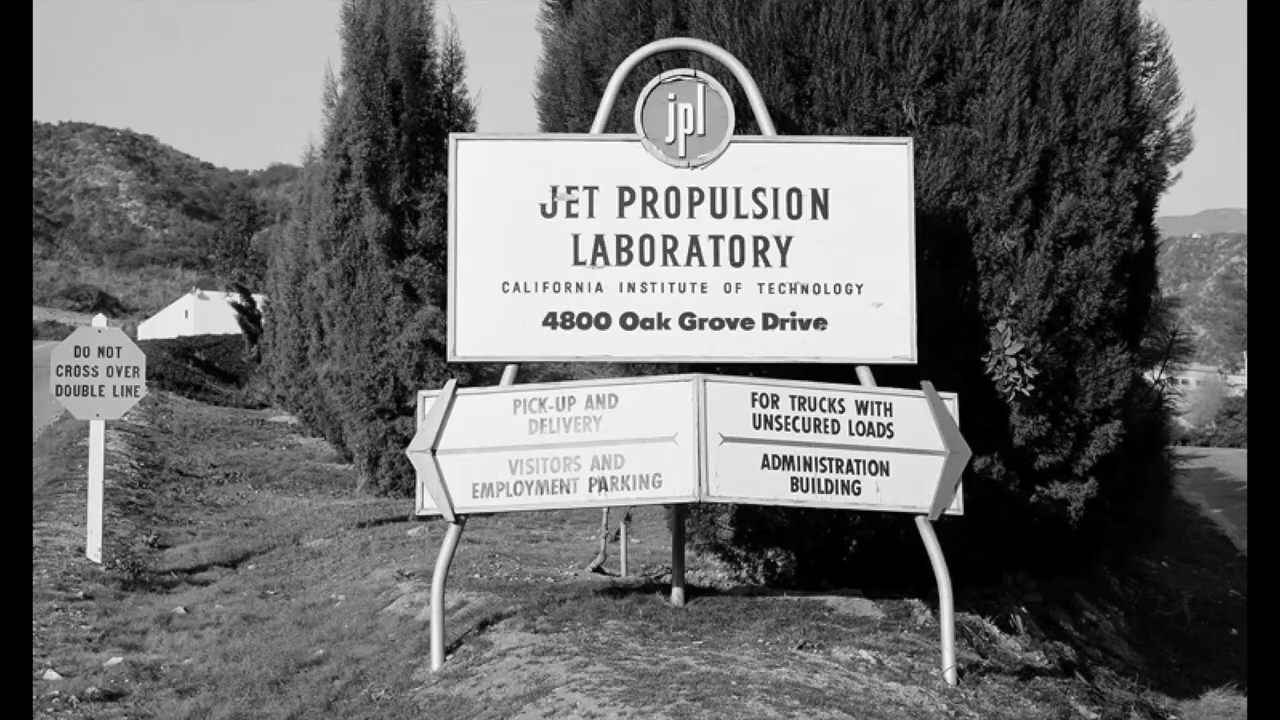 jpl
JET PROPULSION
LABORATORY
CALIFORNIA INSTITUTE OF TECHNOLOGY
4800 Oak Grove Drive
DO NOT
CROSS OVER
DOUBLE LINE
PICK-UP AND
DELIVERY
VISITORS AND
EMPLOYMENT PARKING
FOR TRUCKS WITH
UNSECURED LOADS
ADMINISTRATION
BUILDING